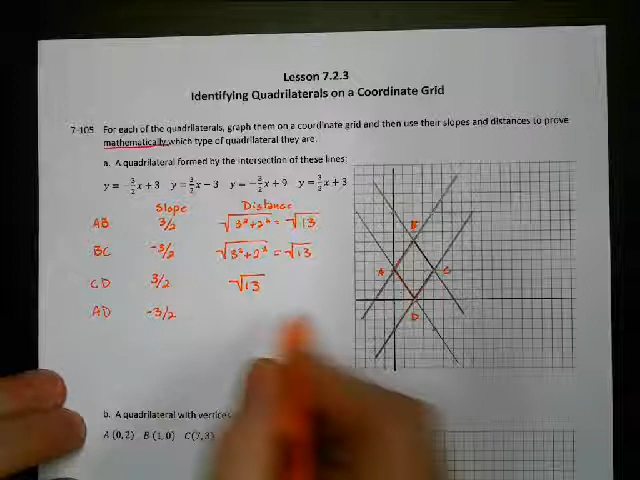 Lesson 7.2.3
Identifying Quadrilaterals on a Coordinate Grid
7-105 For each of the quadrilaterals, graph them on a coordinate grid and then use their slopes and distances to prove
mathematically which type of quadrilateral they are.
a. A quadrilateral formed by the intersection of these lines:
y = -3/2 x + 3 y = 3/2 x - 3 y = -3/2 x + 9 y = 3/2 x + 3
Slope Distance
AB 3/2 √(3²+2²) = √13
BC -3/2 √(3²+2²) = √13
CD 3/2 √13
AD -3/2
B
A C
D
b. A quadrilateral with vertices
A (0,2) B (1,0)